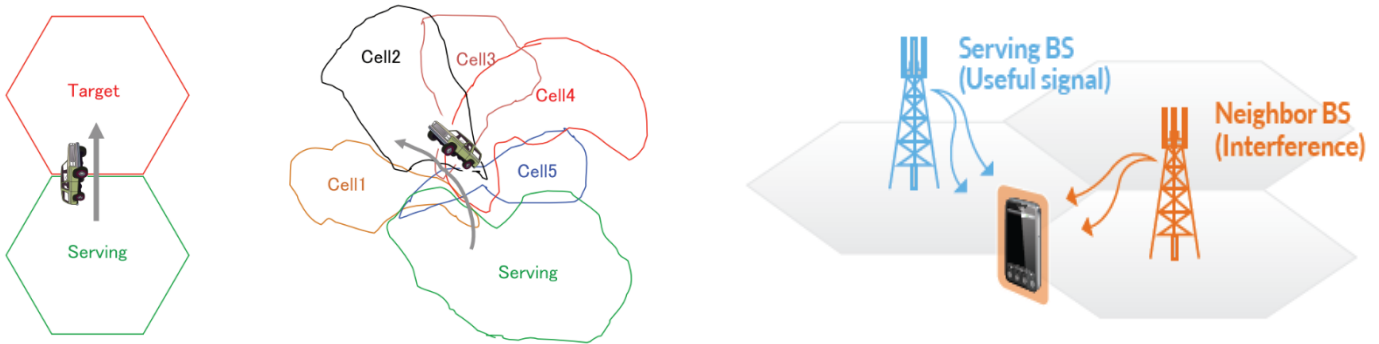 Target
Serving
Cell2
Cell3
Cell4
Cell1
Cell5
Serving
Serving BS
(Useful signal)
Neighbor BS
(Interference)